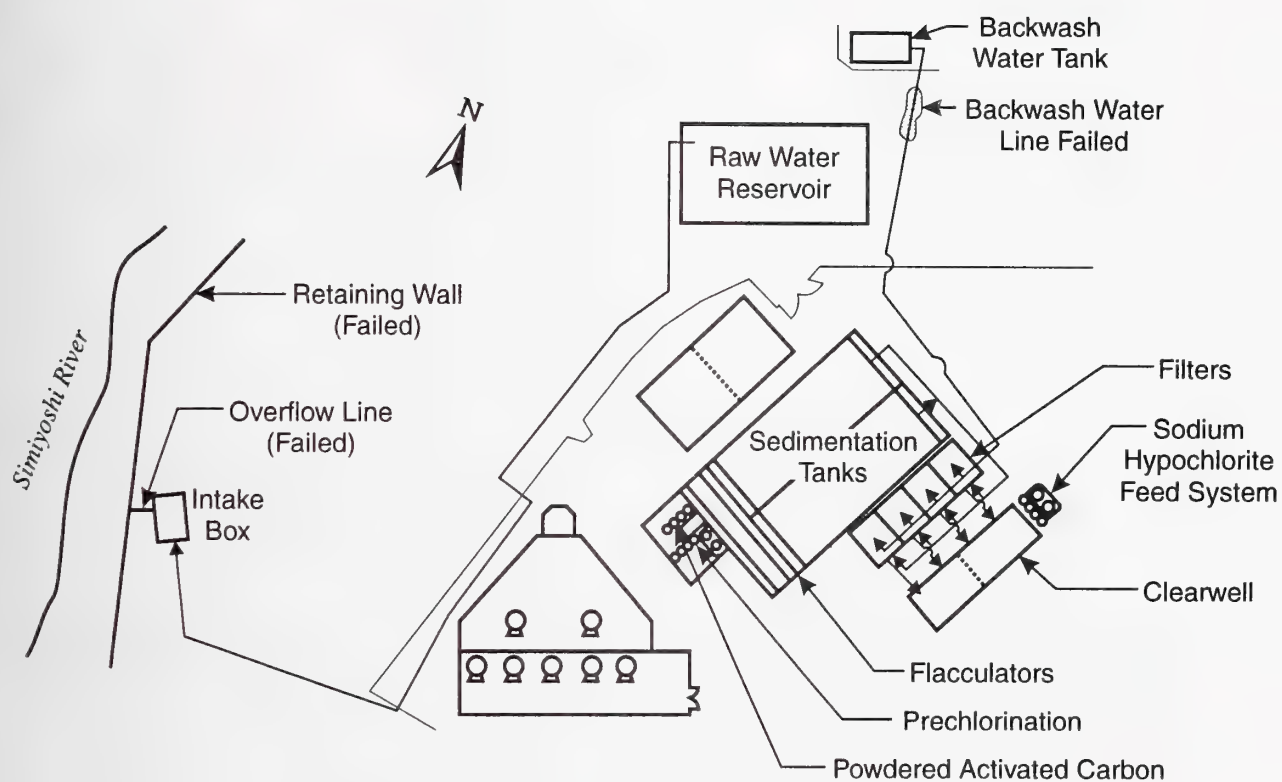 Backwash
Water Tank
Backwash Water
Line Failed
N
Raw Water
Reservoir
Retaining Wall
(Failed)
Simiyoshi River
Overflow Line
(Failed)
Intake
Box
Sedimentation
Tanks
Filters
Sodium
Hypochlorite
Feed System
Clearwell
Flacculators
Prechlorination
Powdered Activated Carbon